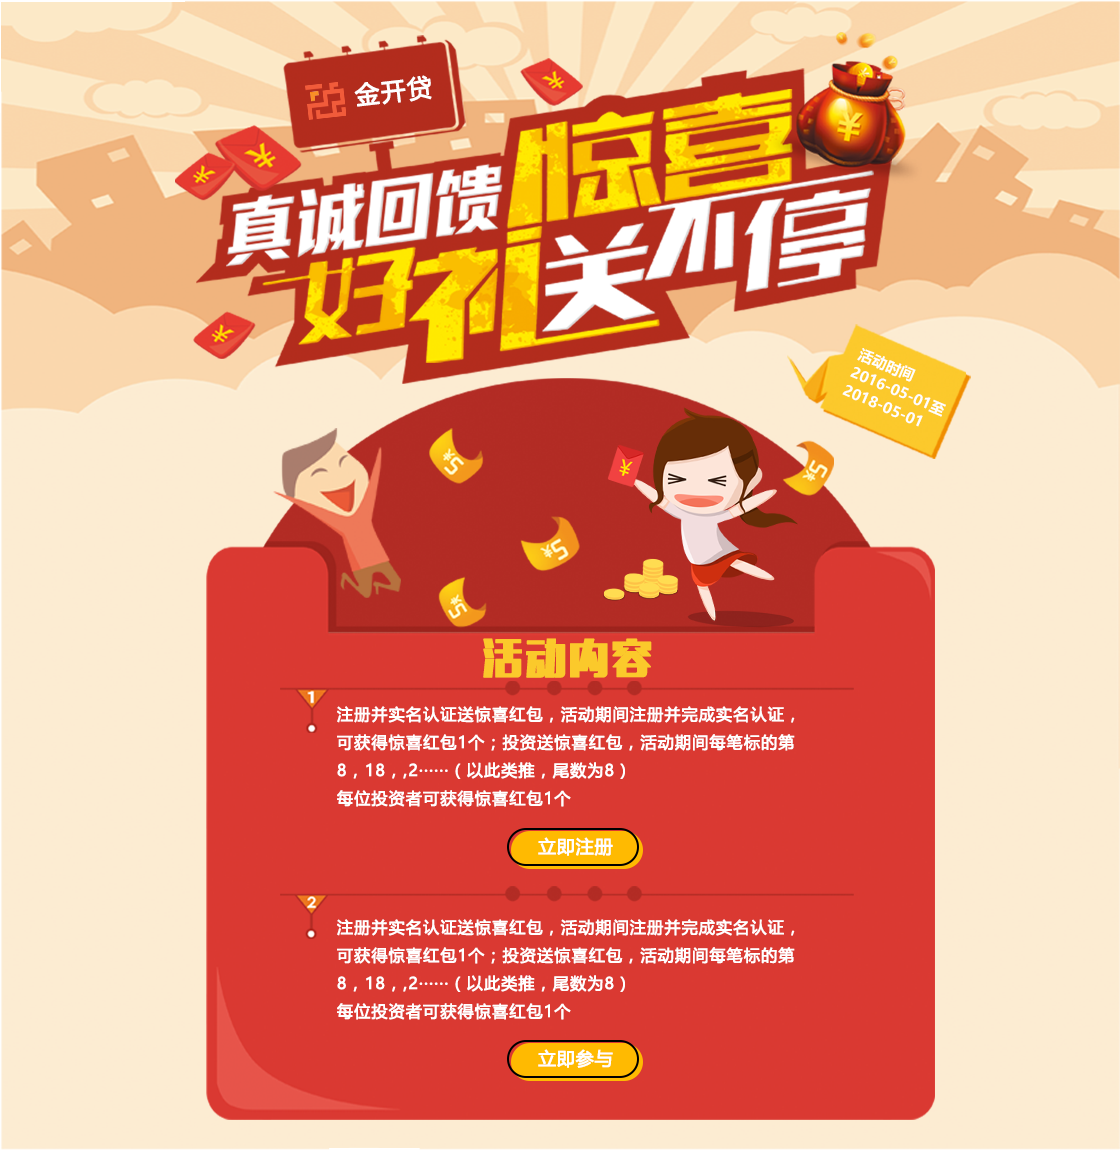 金开贷
真诚回馈
惊喜
好礼关不停
活动时间
2016-05-01至
2018-05-01
活动内容
1
注册并实名认证送惊喜红包，活动期间注册并完成实名认证，
可获得惊喜红包1个；投资送惊喜红包，活动期间每笔标的第
8，18，,2······（以此类推，尾数为8）
每位投资者可获得惊喜红包1个
立即注册
2
注册并实名认证送惊喜红包，活动期间注册并完成实名认证，
可获得惊喜红包1个；投资送惊喜红包，活动期间每笔标的第
8，18，,2······（以此类推，尾数为8）
每位投资者可获得惊喜红包1个
立即参与